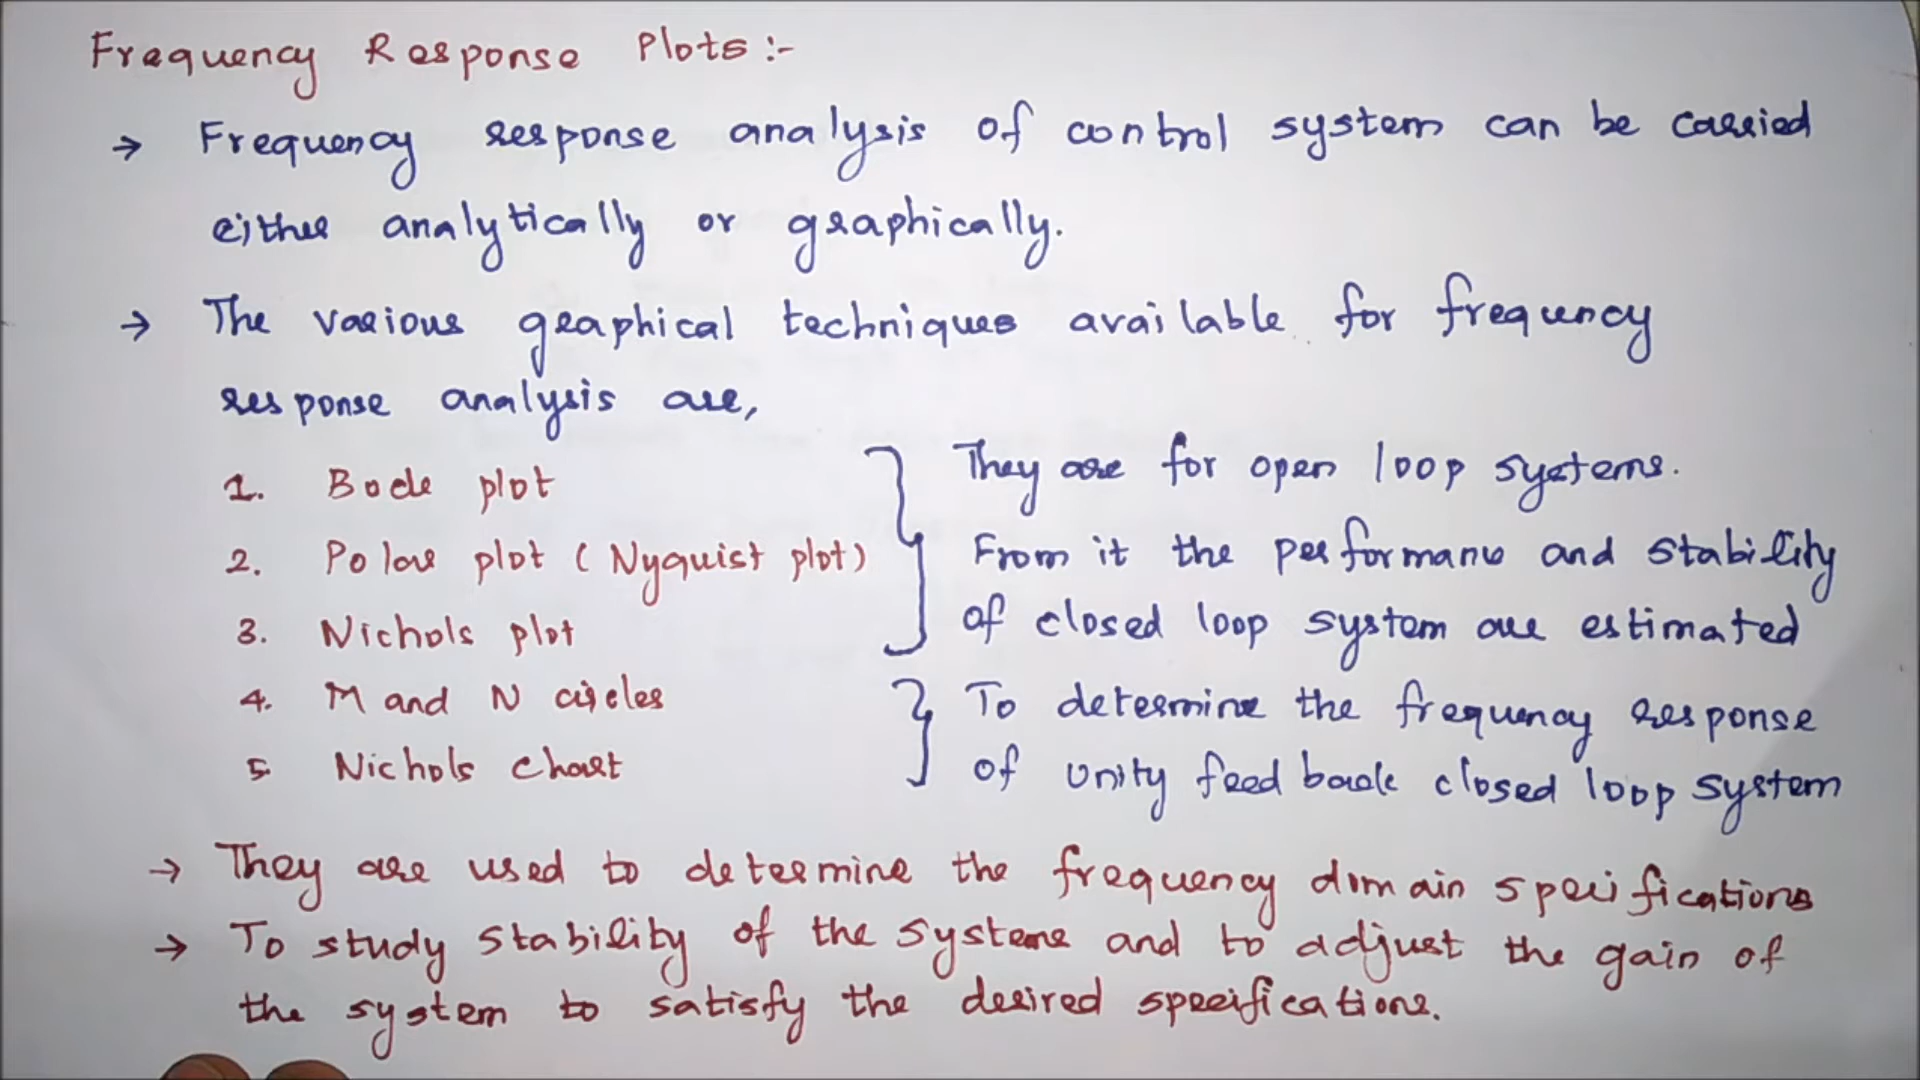 Frequency Response Plots :-
→ Frequency response analysis of control system can be carried
either analytically or graphically.
→ The various graphical techniques available for frequency
response analysis are,
1. Bode plot
2. Polar plot (Nyquist plot)
3. Nichols plot
They are for open loop systems.
From it the performance and stability
of closed loop system are estimated
4. M and N circles
5 Nichols chart
To determine the frequency response
of unity feed back closed loop system
→ They are used to determine the frequency domain specifications
→ To study stability of the systems and to adjust the gain of
the system to satisfy the desired specifications.